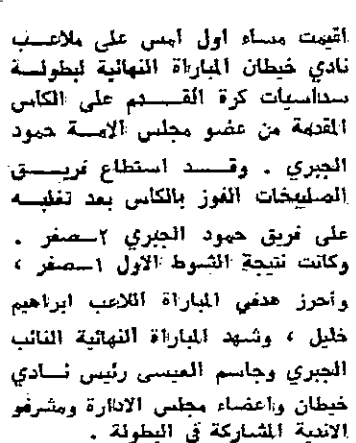 اقيمت مساء اول امس على ملاعب
نادي خيطان المباراة النهائية لبطولة
سداسيات كرة القدم على الكاس
المقدمة من عضو مجلس الامة حمود
الجبري . وقد استطاع فريق
الصليبخات الفوز بالكاس بعد تغلبه
على فريق حمود الجبري ٢-صفر .
وكانت نتيجة الشوط الاول ١-صفر ،
وأحرز هدفي المباراة اللاعب ابراهيم
خليل ، وشهد المباراة النهائية النائب
الجبري وجاسم العيسى رئيس نادي
خيطان واعضاء مجلس الادارة ومشرفو
الاندية المشاركة في البطولة .